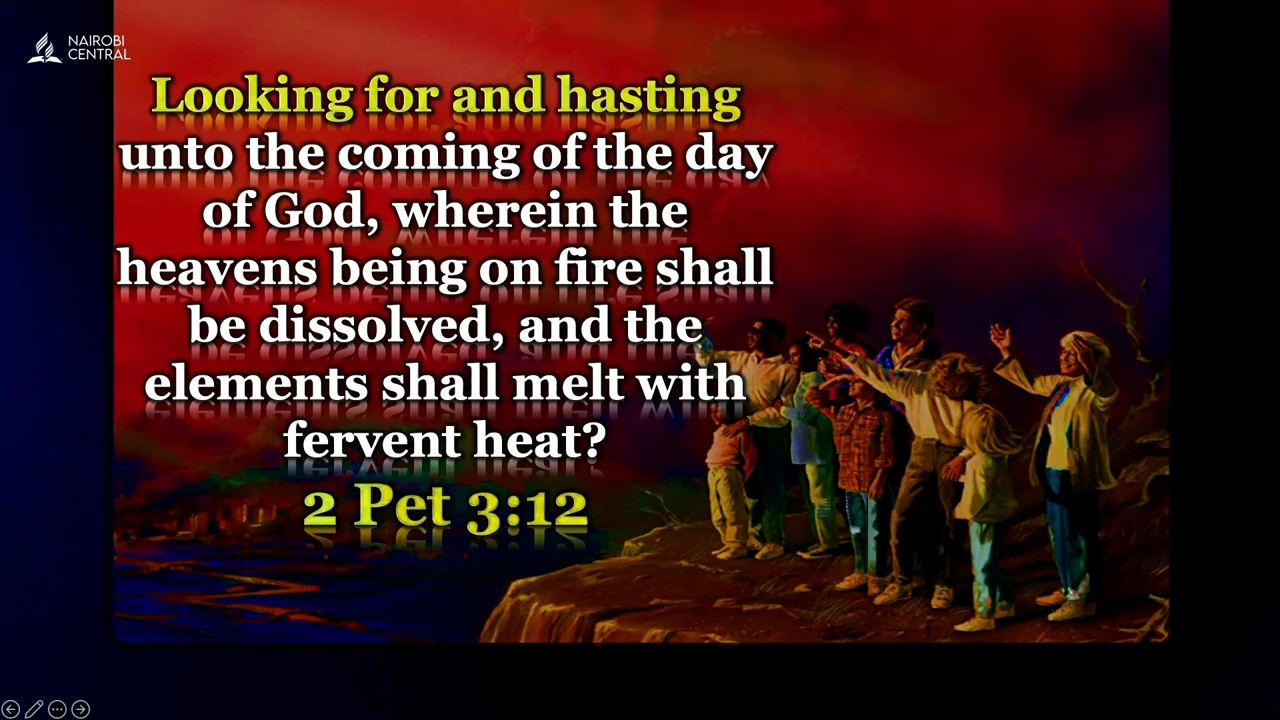 NAIROBI
CENTRAL
Looking for and hasting
unto the coming of the day
of God, wherein the
heavens being on fire shall
be dissolved, and the
elements shall melt with
fervent heat?
2 Pet 3:12